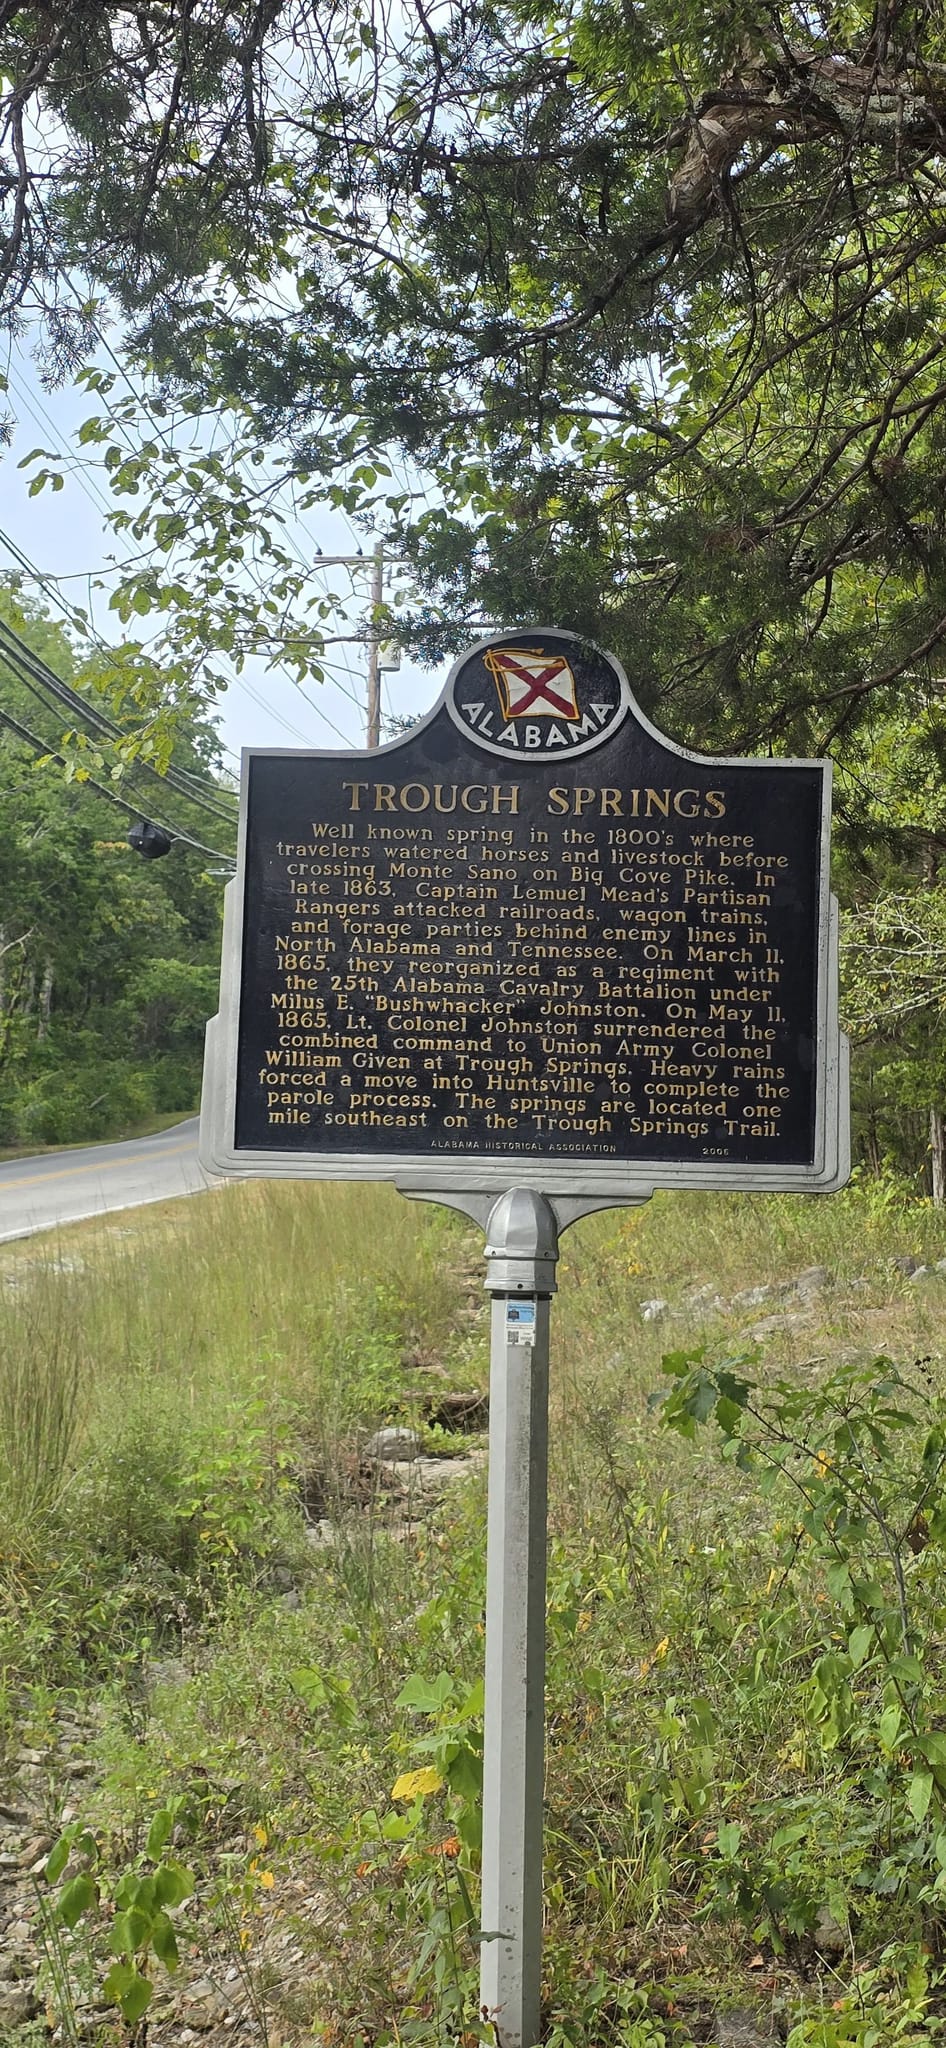 ALABAMA
TROUGH SPRINGS
Well known spring in the 1800's where
travelers watered horses and livestock before
crossing Monte Sano on Big Cove Pike. In
late 1863, Captain Lemuel Mead's Partisan
Rangers attacked railroads, wagon trains,
and forage parties behind enemy lines in
North Alabama and Tennessee. On March 11,
1865, they reorganized as a regiment with
the 25th Alabama Cavalry Battalion under
Milus E. "Bushwhacker" Johnston. On May 11,
1865, Lt. Colonel Johnston surrendered the
combined command to Union Army Colonel
William Given at Trough Springs. Heavy rains
forced a move into Huntsville to complete the
parole process. The springs are located one
mile southeast on the Trough Springs Trail.
ALABAMA HISTORICAL ASSOCIATION 2006